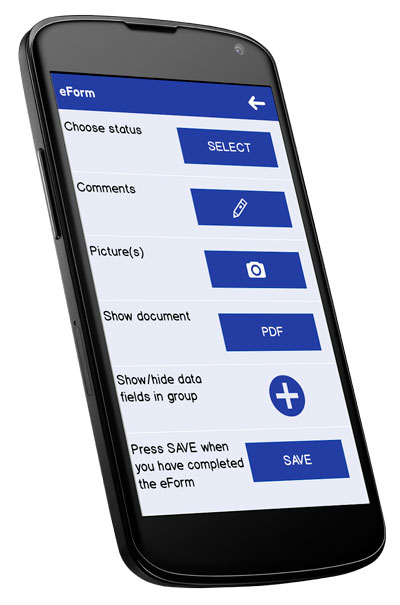 eForm
Choose status
SELECT
Comments
Picture(s)
Show document
PDF
Show/hide data
fields in group
Press SAVE when
you have completed
the eForm
SAVE